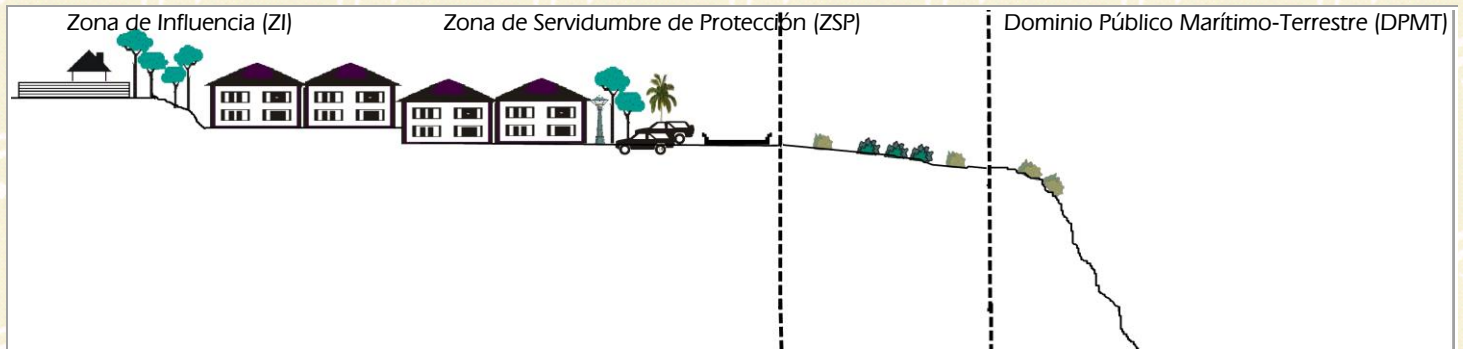 Zona de Influencia (ZI) Zona de Servidumbre de Protección (ZSP) Dominio Público Marítimo-Terrestre (DPMT)